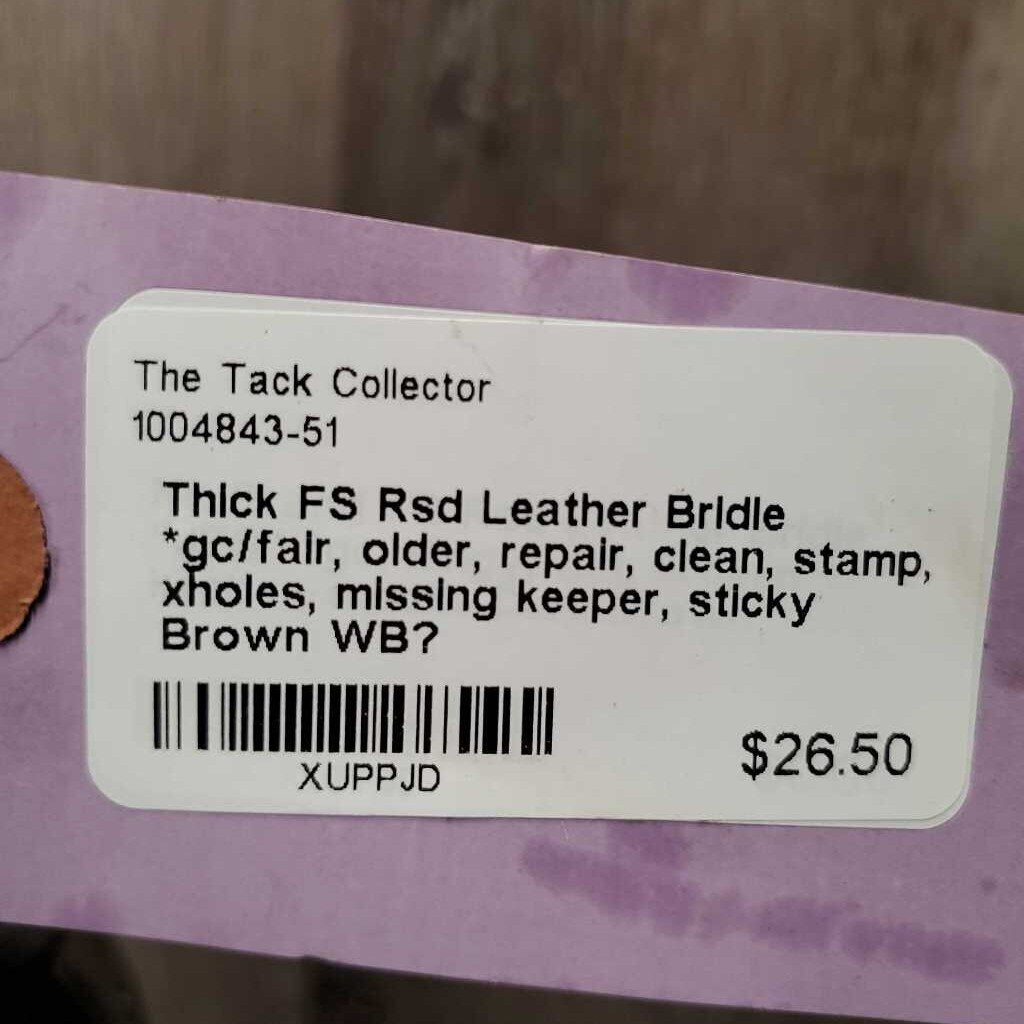 The Tack Collector
1004843-51
Thick FS Rsd Leather Bridle
*gc/fair, older, repair, clean, stamp,
xholes, missing keeper, sticky
Brown WB?
XUPPJD
$26.50